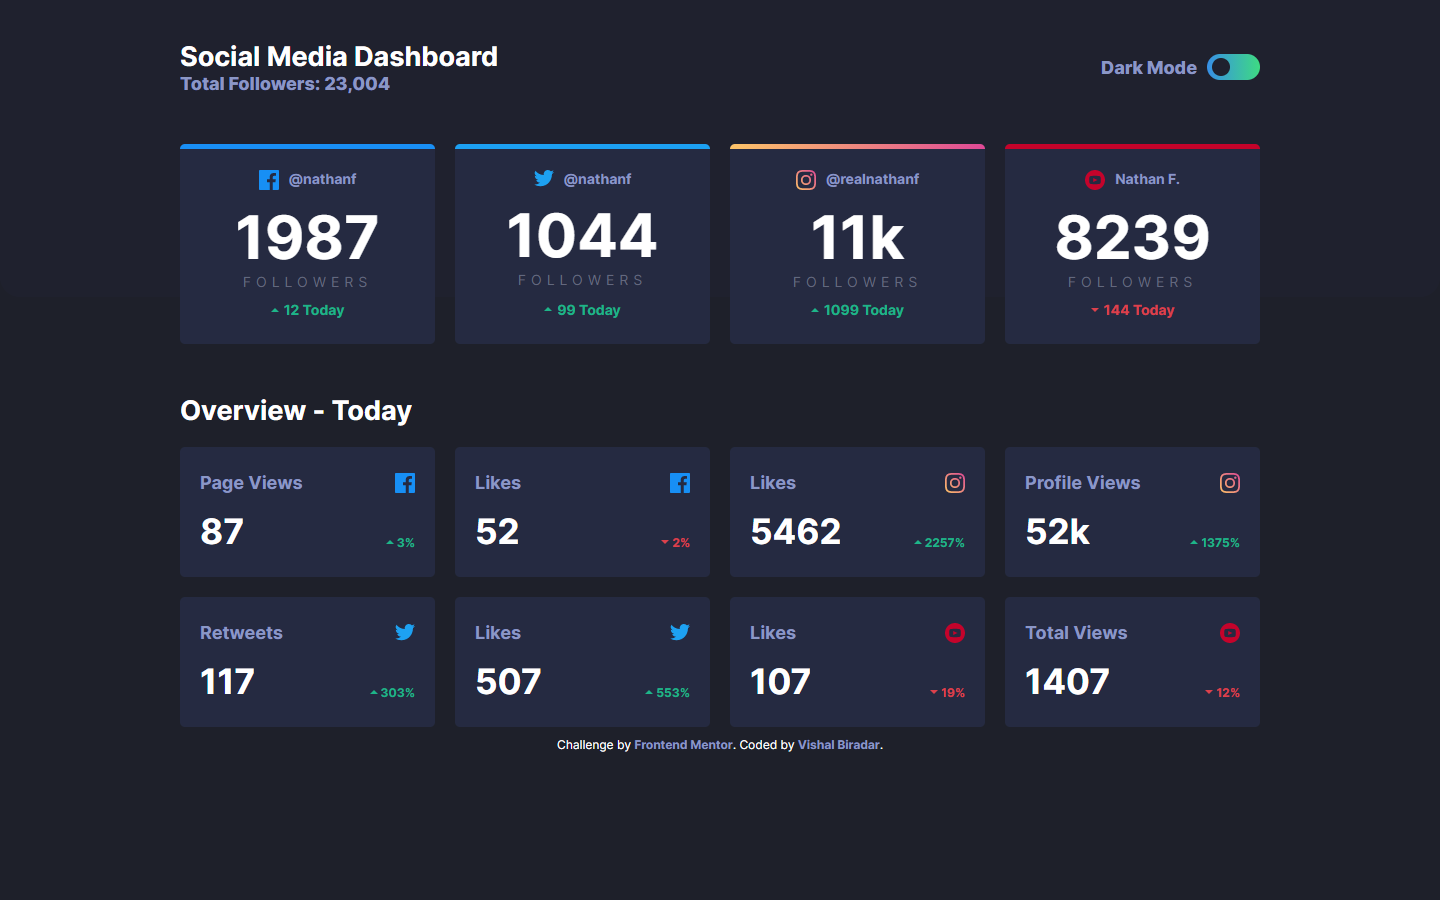 Social Media Dashboard
Total Followers: 23,004
Dark Mode
@nathanf
1987
FOLLOWERS
12 Today
@nathanf
1044
FOLLOWERS
99 Today
@realnathanf
11k
FOLLOWERS
1099 Today
Nathan F.
8239
FOLLOWERS
144 Today
Overview - Today
Page Views
87
3%
Likes
52
2%
Likes
5462
2257%
Profile Views
52k
1375%
Retweets
117
303%
Likes
507
553%
Likes
107
19%
Total Views
1407
12%
Challenge by Frontend Mentor. Coded by Vishal Biradar.